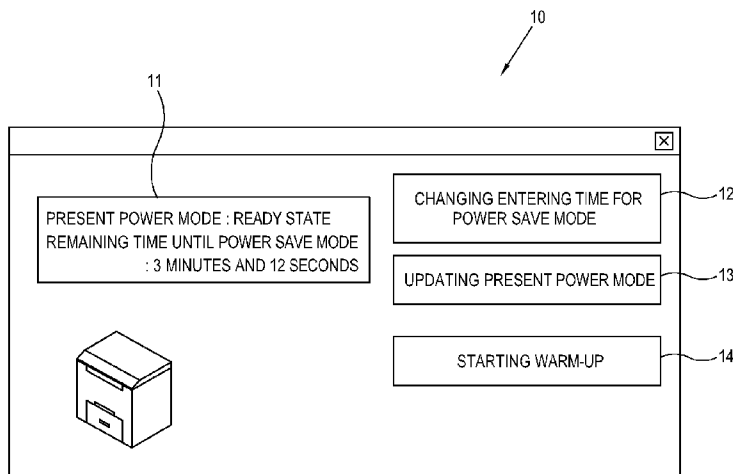 10
11
PRESENT POWER MODE : READY STATE
REMAINING TIME UNTIL POWER SAVE MODE
: 3 MINUTES AND 12 SECONDS
CHANGING ENTERING TIME FOR
POWER SAVE MODE
12
UPDATING PRESENT POWER MODE
13
STARTING WARM-UP
14